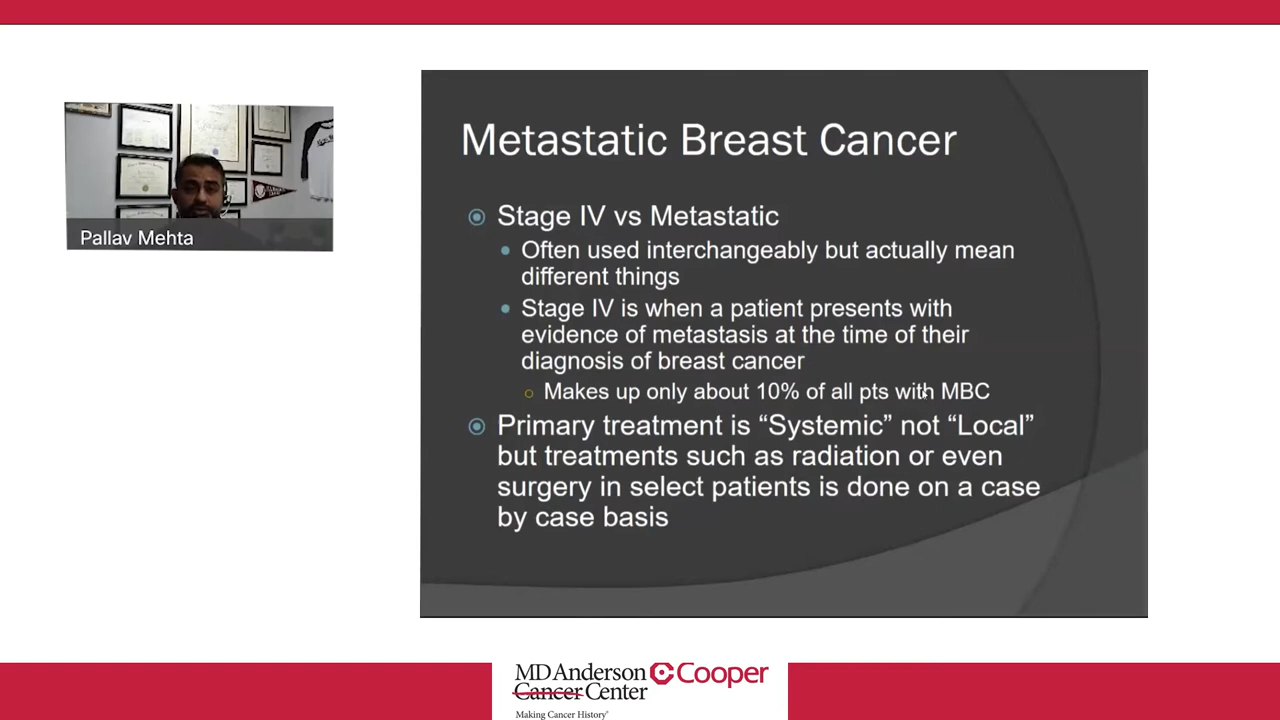 Pallav Mehta
Metastatic Breast Cancer
Stage IV vs Metastatic
Often used interchangeably but actually mean
different things
Stage IV is when a patient presents with
evidence of metastasis at the time of their
diagnosis of breast cancer
Makes up only about 10% of all pts with MBC
Primary treatment is “Systemic” not “Local”
but treatments such as radiation or even
surgery in select patients is done on a case
by case basis
MD Anderson Cooper
Cancer Center
Making Cancer History®